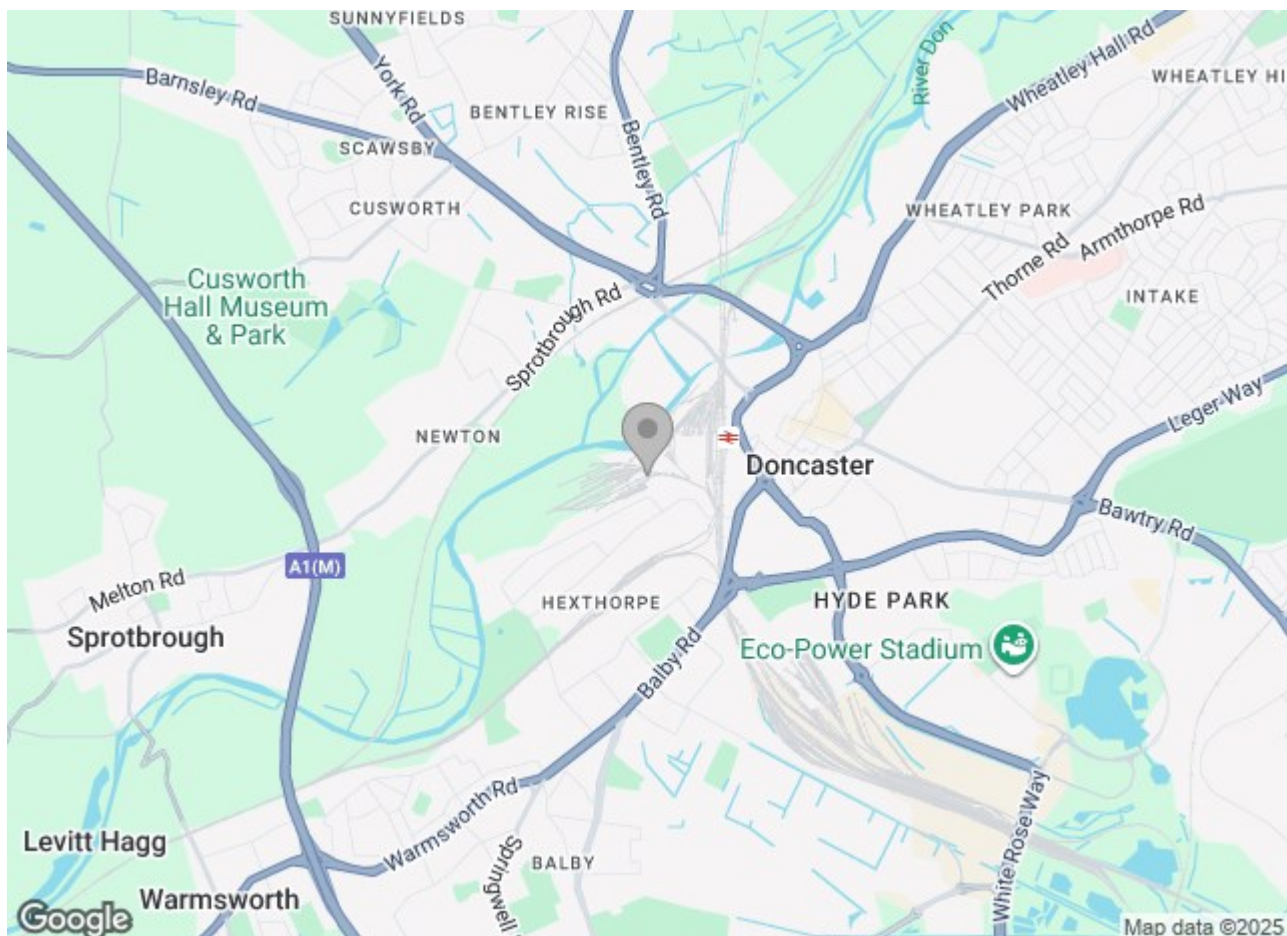 SUNNYFIELDS
Barnsley Rd
York Rd
BENTLEY RISE
Bentley Rd
River Don
Wheatley Hall Rd
WHEATLEY HI
SCAWSBY
CUSWORTH
WHEATLEY PARK
Armthorpe Rd
Thorne Rd
Cusworth
Hall Museum
& Park
INTAKE
Sprotbrough Rd
Leger Way
NEWTON
Doncaster
Bawtry Rd
A1(M)
Melton Rd
HEXTHORPE
HYDE PARK
Sprotbrough
Eco-Power Stadium
Balby Rd
Warmsworth Rd
White Rose Way
Levitt Hagg
Springwell
BALBY
Warmsworth
Google
Map data ©2025